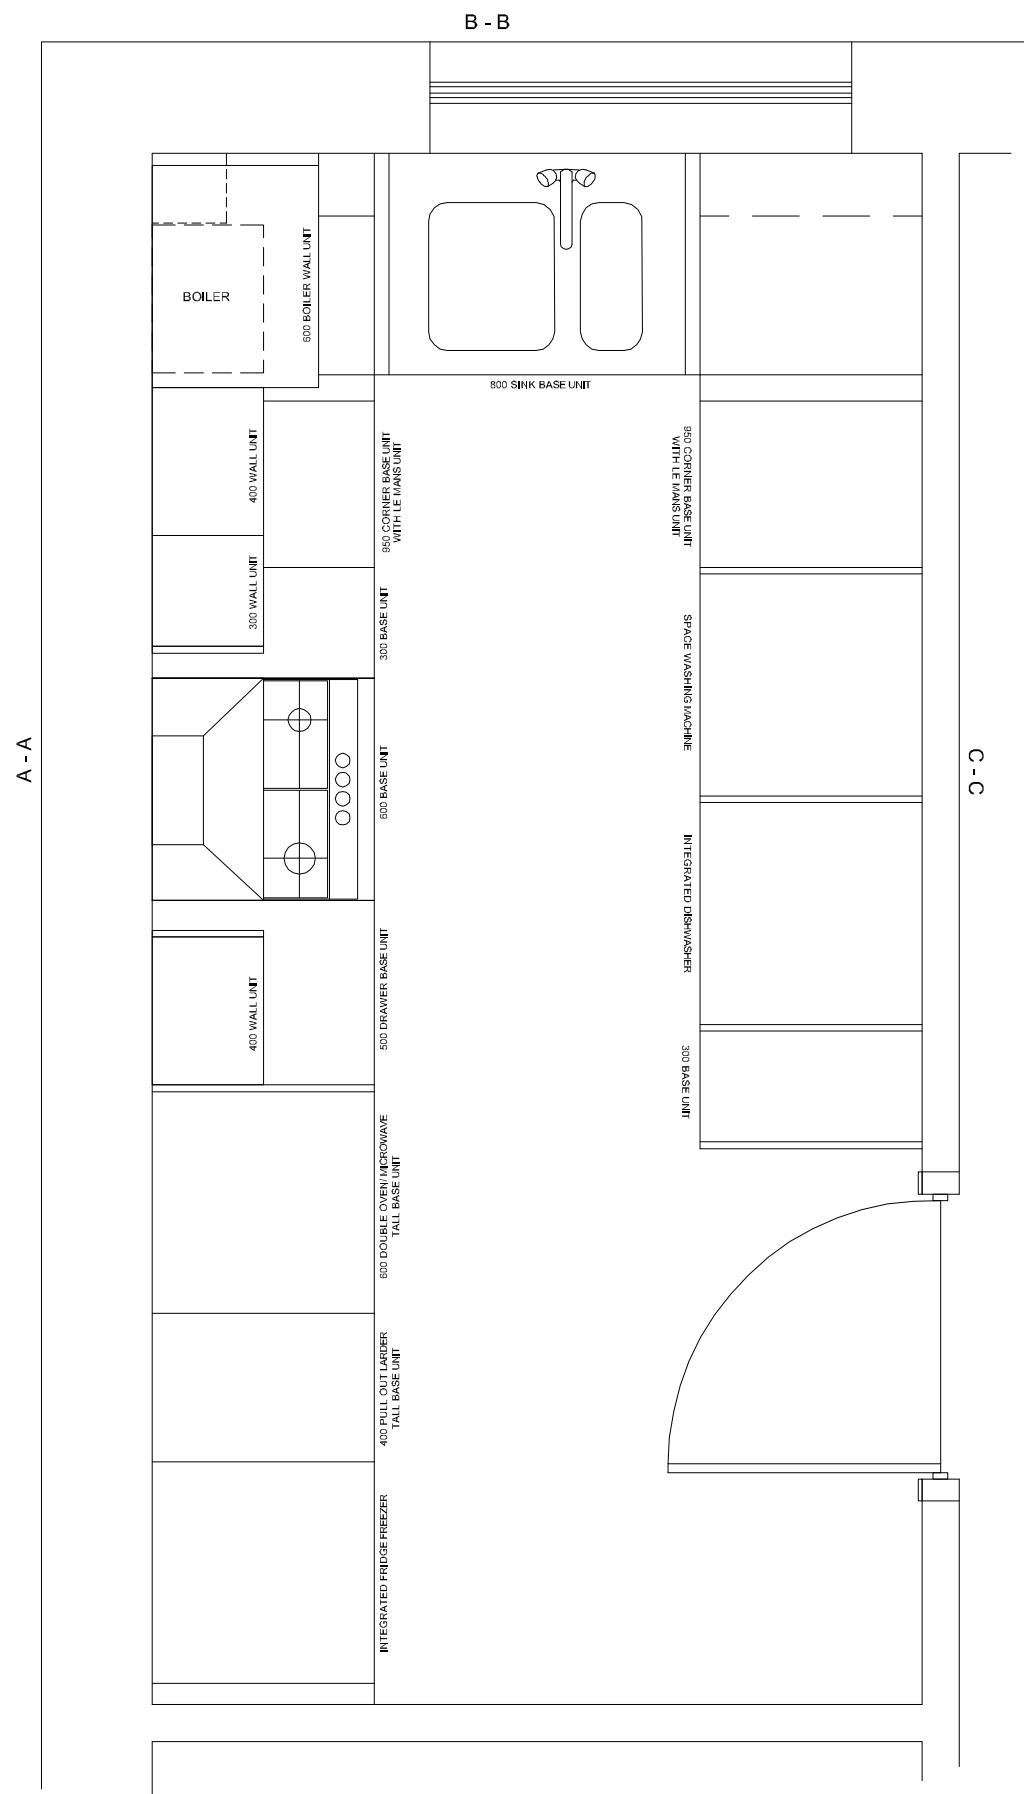 B - B
BOILER
600 BOILER WALL UNIT
800 SINK BASE UNIT
400 WALL UNIT
950 CORNER BASE UNIT
WITH LE MANS UNIT
950 CORNER BASE UNIT
WITH LE MANS UNIT
300 WALL UNIT
300 BASE UNIT
SPACE WASHING MACHINE
A - A
600 BASE UNIT
C - C
INTEGRATED DISHWASHER
400 WALL UNIT
500 DRAWER BASE UNIT
300 BASE UNIT
600 DOUBLE OVEN/ MICROWAVE
TALL BASE UNIT
400 PULL OUT LARDER
TALL BASE UNIT
INTEGRATED FRIDGE FREEZER